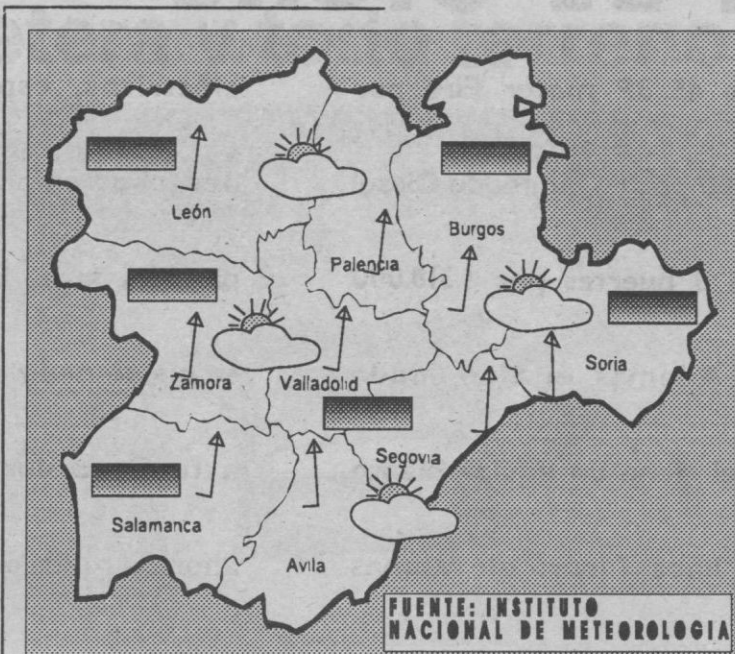 León
Burgos
Palencia
Soria
Zamora
Valladolid
Segovia
Salamanca
Avila
FUENTE: INSTITUTO
NACIONAL DE METEOROLOGIA